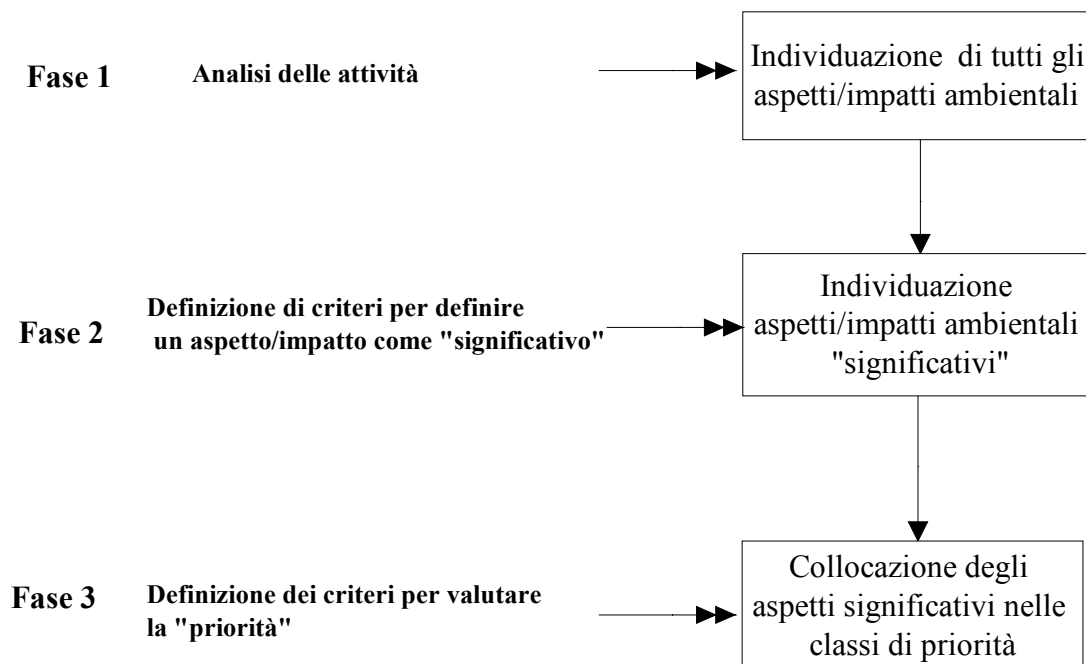 Fase 1
Analisi delle attività
Individuazione di tutti gli
aspetti/impatti ambientali
Fase 2
Definizione di criteri per definire
un aspetto/impatto come "significativo"
Individuazione
aspetti/impatti ambientali
"significativi"
Fase 3
Definizione dei criteri per valutare
la "priorità"
Collocazione degli
aspetti significativi nelle
classi di priorità